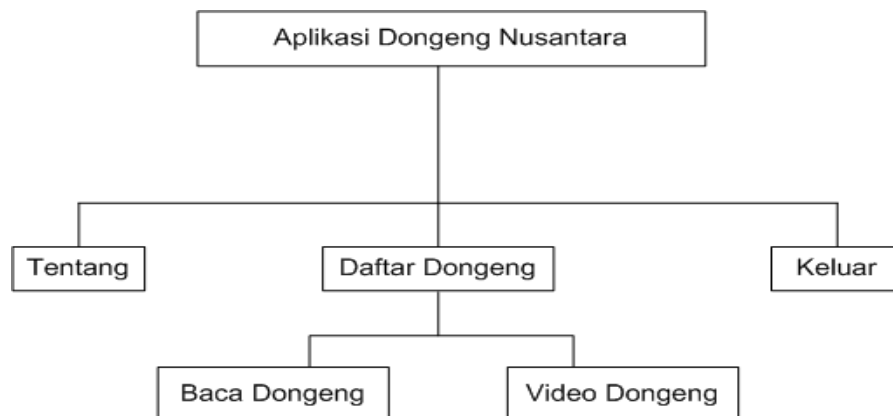 Aplikasi Dongeng Nusantara
Tentang
Daftar Dongeng
Keluar
Baca Dongeng
Video Dongeng